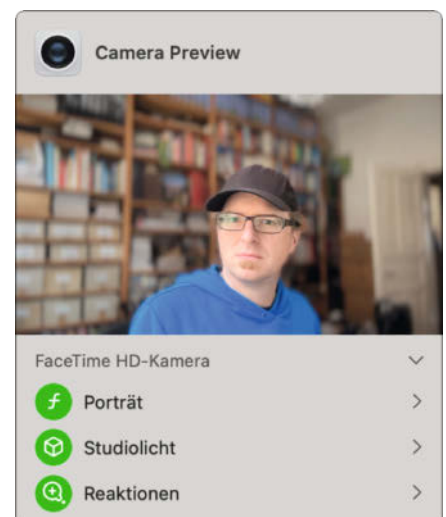 Camera Preview
FaceTime HD-Kamera
Porträt
Studiolicht
Reaktionen